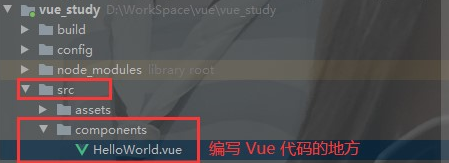 vue_study D:\WorkSpace\vue\vue_study
build
config
node_modules library root
src
assets
components
HelloWorld.vue 编写 Vue 代码的地方